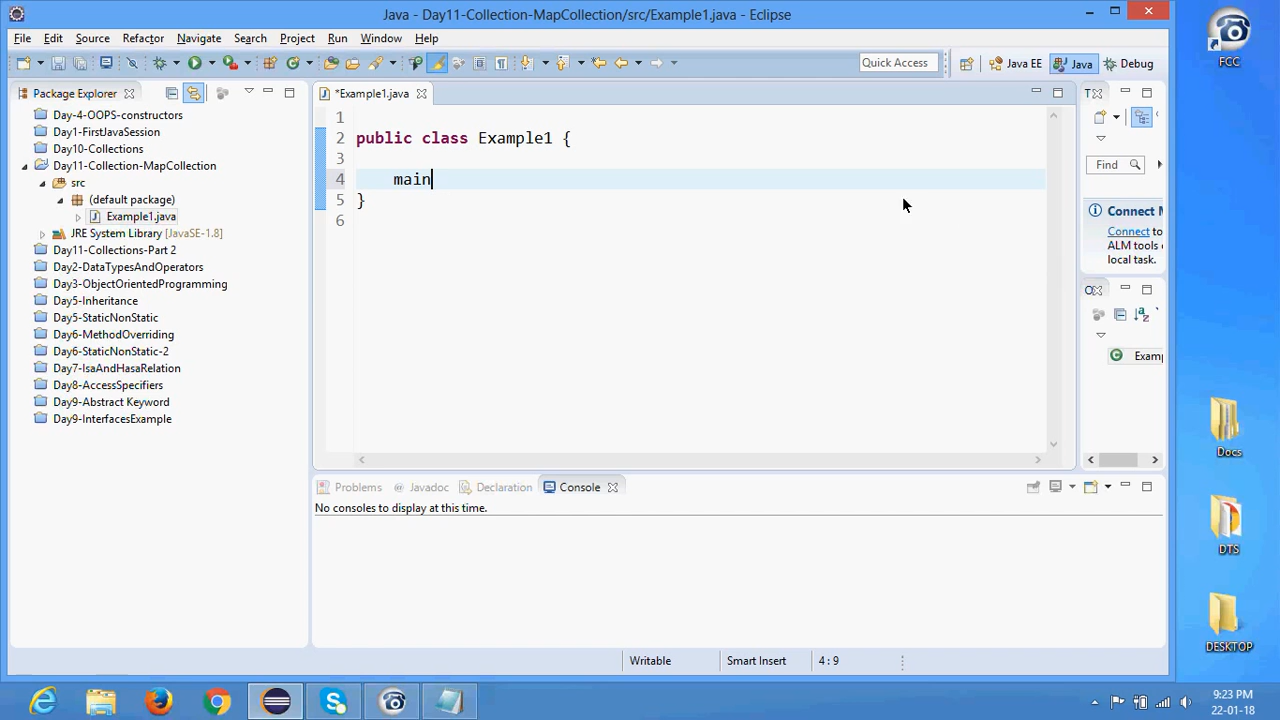 Java - Day11-Collection-MapCollection/src/Example1.java - Eclipse
FCC
File Edit Source Refactor Navigate Search Project Run Window Help
Quick Access
Java EE
Java
Debug
Package Explorer
*Example1.java
T
Day-4-OOPS-constructors
Day1-FirstJavaSession
Day10-Collections
Day11-Collection-MapCollection
src
(default package)
Example1.java
JRE System Library [JavaSE-1.8]
Day11-Collections-Part 2
Day2-DataTypesAndOperators
Day3-ObjectOrientedProgramming
Day5-Inheritance
Day5-StaticNonStatic
Day6-MethodOverriding
Day6-StaticNonStatic-2
Day7-IsaAndHasaRelation
Day8-AccessSpecifiers
Day9-Abstract Keyword
Day9-InterfacesExample
1
2 public class Example1 {
3
4 main
5 }
6
Find
Connect M
Connect to
ALM tools
local task.
O
Examp
Problems @ Javadoc Declaration Console
No consoles to display at this time.
Writable Smart Insert 4 : 9
Docs
DTS
DESKTOP
9:23 PM
22-01-18